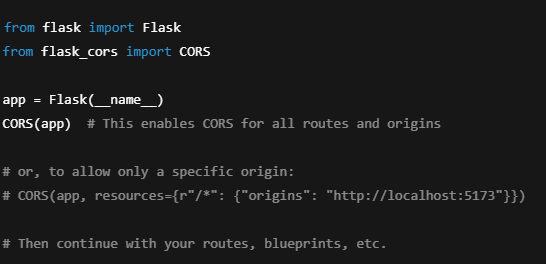 from flask import Flask
from flask_cors import CORS
app = Flask(__name__)
CORS(app)  # This enables CORS for all routes and origins
# or, to allow only a specific origin:
# CORS(app, resources={r"/*": {"origins": "http://localhost:5173"}})
# Then continue with your routes, blueprints, etc.